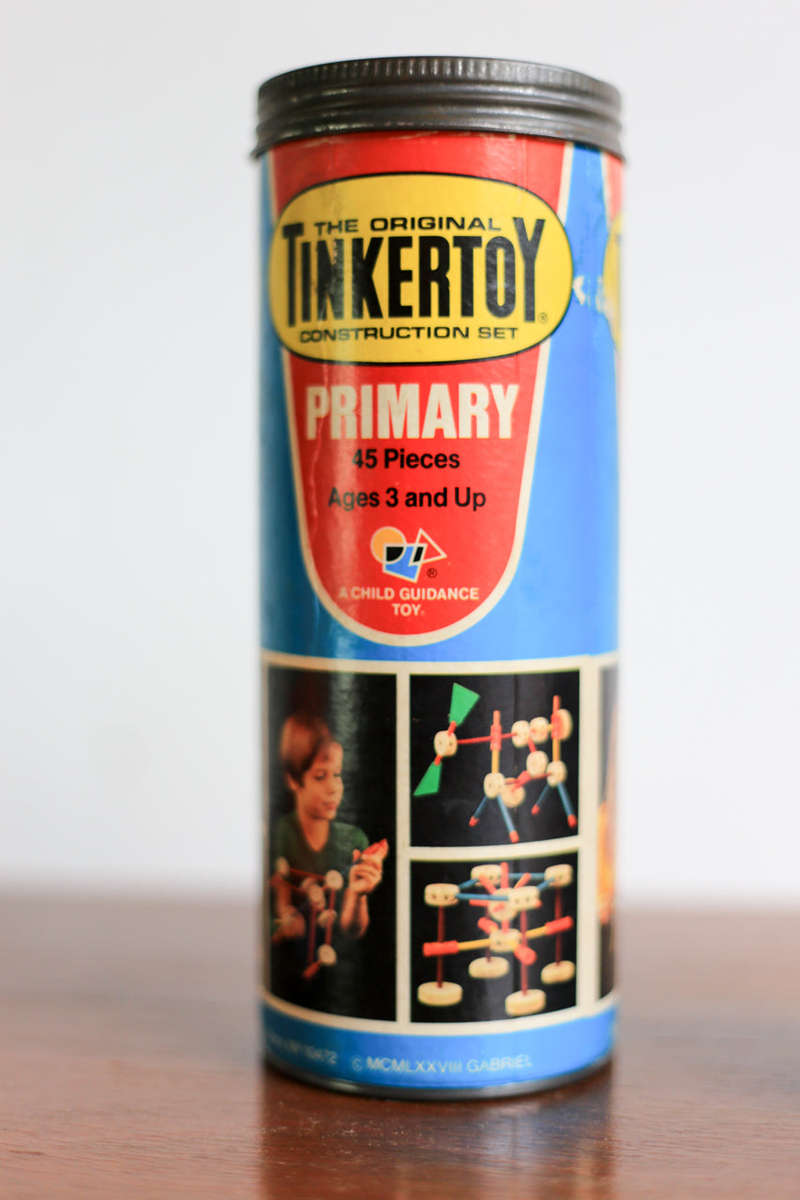 THE ORIGINAL
TINKERTOY®
CONSTRUCTION SET
PRIMARY
45 Pieces
Ages 3 and Up
®
A CHILD GUIDANCE
TOY®
© MCMLXXVIII GABRIEL